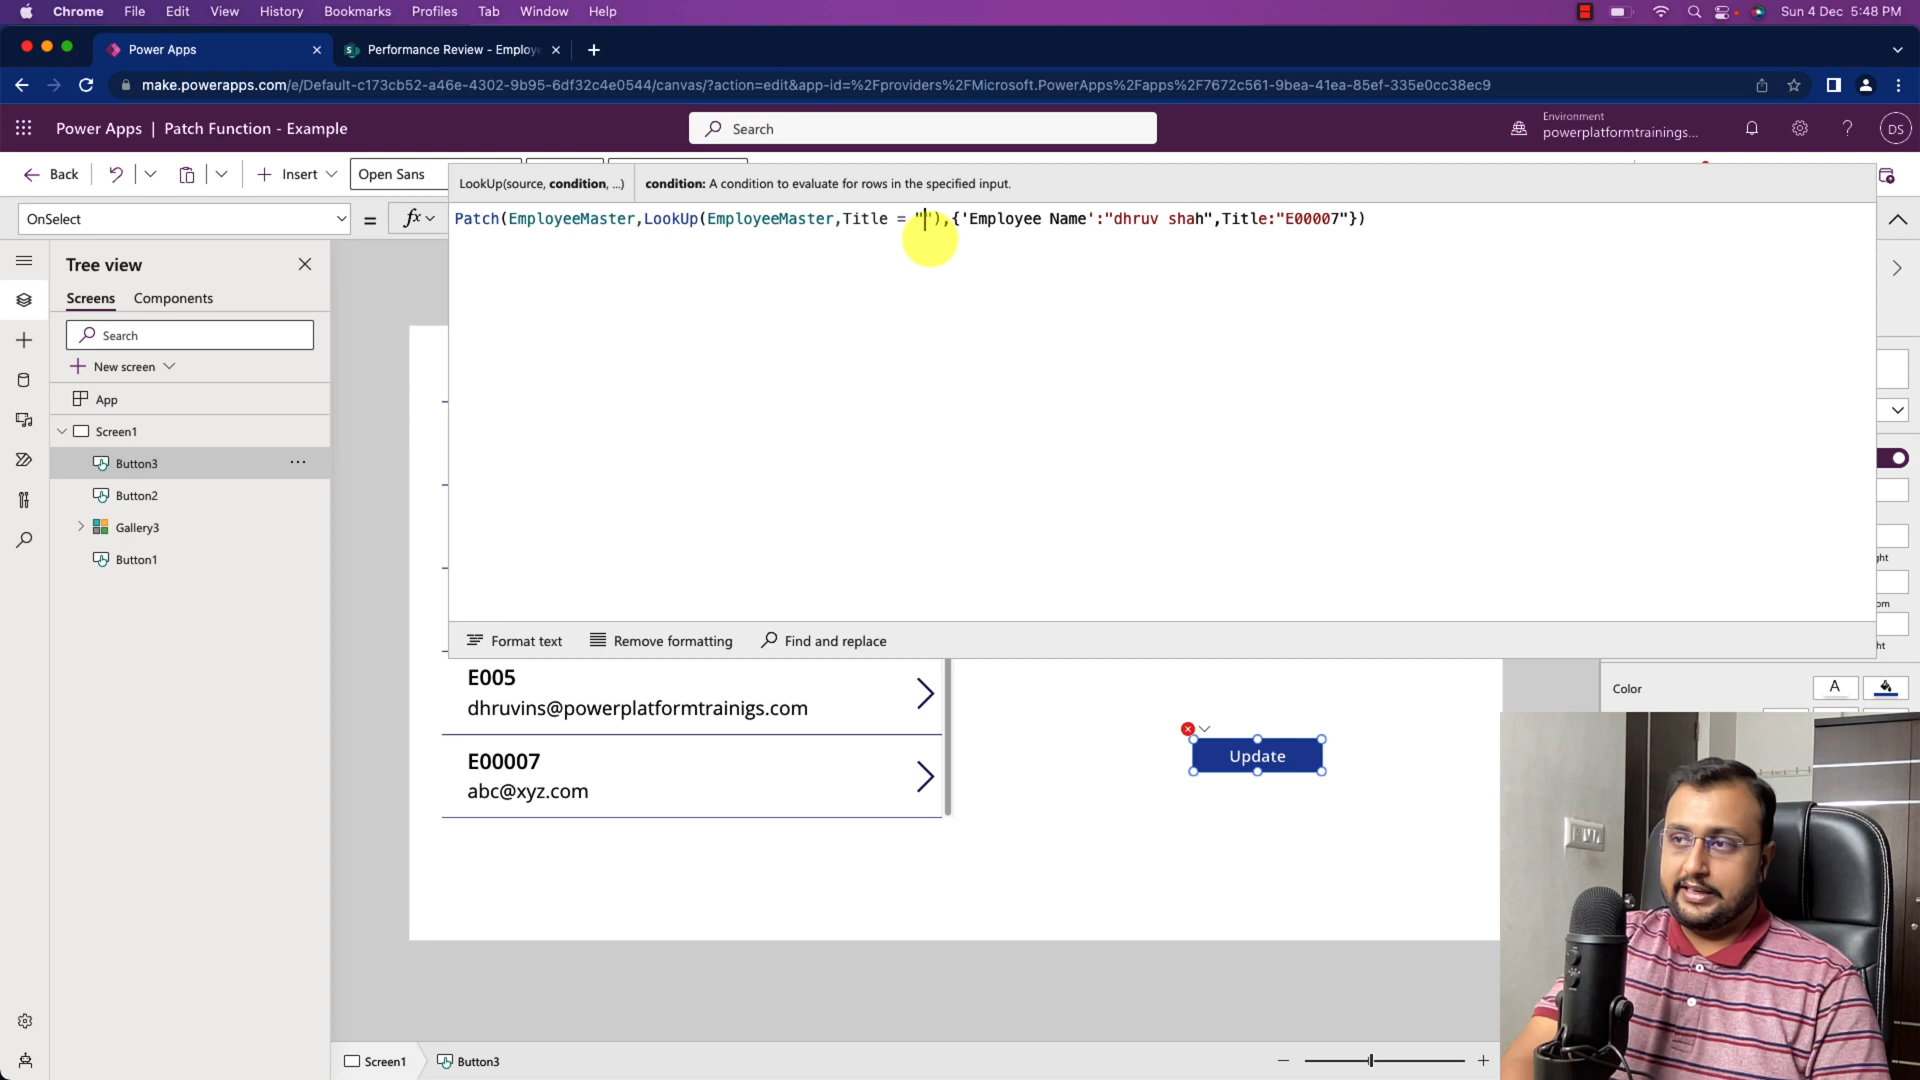 Chrome File Edit View History Bookmarks Profiles Tab Window Help Sun 4 Dec 5:48 PM
Power Apps Performance Review - Employe
make.powerapps.com/e/Default-c173cb52-a46e-4302-9b95-6df32c4e0544/canvas/?action=edit&app-id=%2Fproviders%2FMicrosoft.PowerApps%2Fapps%2F7672c561-9bea-41ea-85ef-335e0cc38ec9
Power Apps | Patch Function - Example Search Environment
powerplatformtrainings... DS
Back Insert Open Sans LookUp(source, condition, ...) condition: A condition to evaluate for rows in the specified input.
OnSelect = fx Patch(EmployeeMaster,LookUp(EmployeeMaster,Title = ""),{'Employee Name':"dhruv shah",Title:"E00007"})
Tree view
Screens Components
Search
New screen
App
Screen1
Button3
Button2
Gallery3
Button1
Format text Remove formatting Find and replace
E005
dhruvins@powerplatformtrainigs.com
E00007
abc@xyz.com
Update
ght
om
ht
Color A
Screen1 Button3